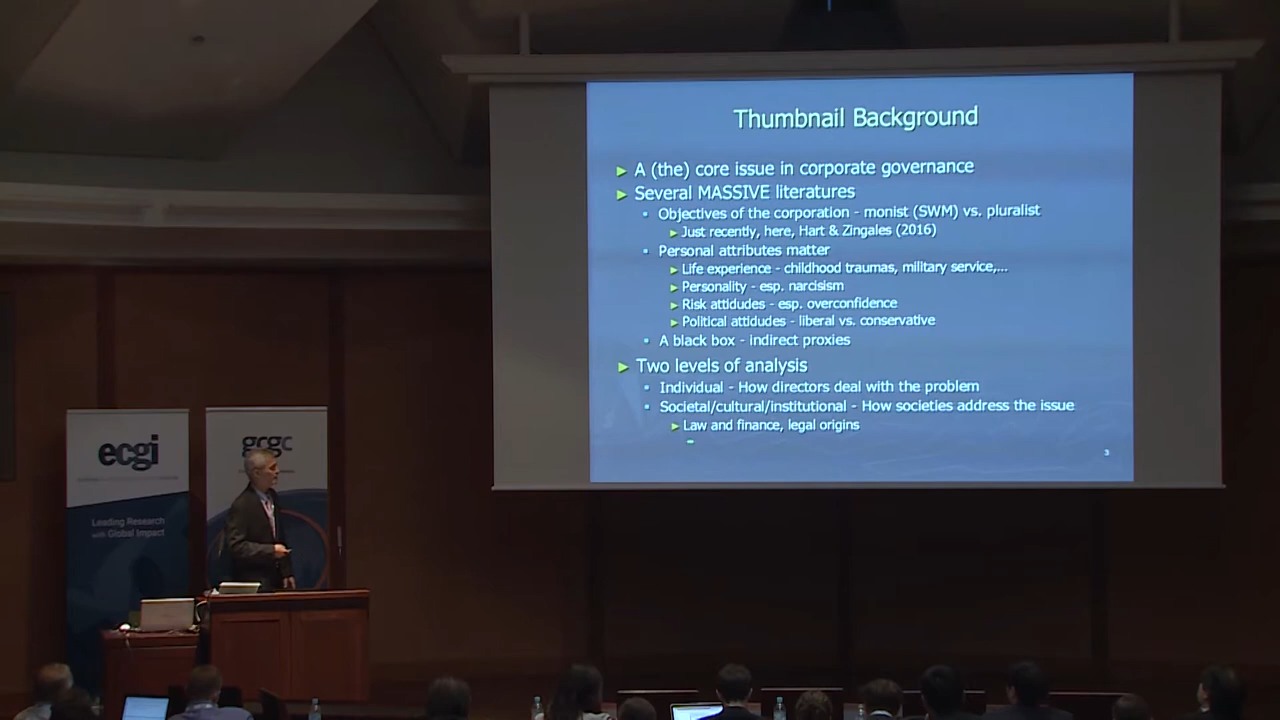 Thumbnail Background
► A (the) core issue in corporate governance
► Several MASSIVE literatures
• Objectives of the corporation - monist (SWM) vs. pluralist
► Just recently, here, Hart & Zingales (2016)
• Personal attributes matter
► Life experience - childhood traumas, military service,...
► Personality - esp. narcisism
► Risk attidudes - esp. overconfidence
► Political attidudes - liberal vs. conservative
• A black box - indirect proxies
► Two levels of analysis
• Individual - How directors deal with the problem
• Societal/cultural/institutional - How societies address the issue
► Law and finance, legal origins
3
ecgi
Leading Research
with Global Impact
gcgc